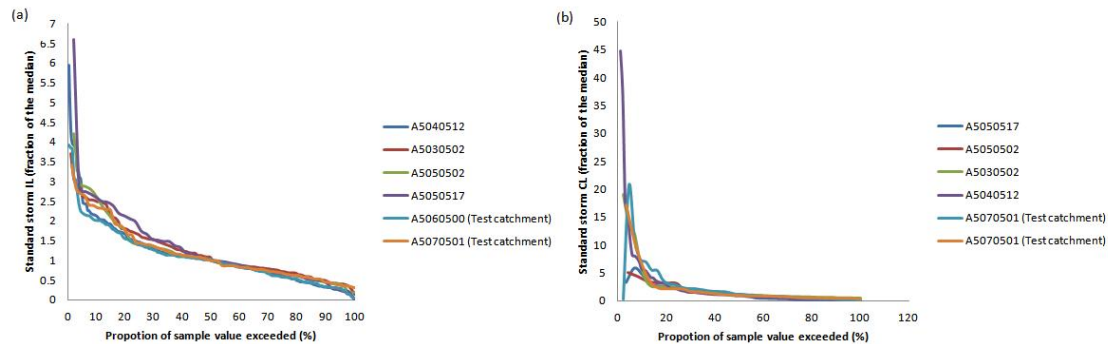 (a)
Standard storm IL (fraction of the median)
7
6.5
6
5.5
5
4.5
4
3.5
3
2.5
2
1.5
1
0.5
0
0 10 20 30 40 50 60 70 80 90 100
Propotion of sample value exceeded (%)
A5040512
A5030502
A5050502
A5050517
A5060500 (Test catchment)
A5070501 (Test catchment)
(b)
Standard storm CL (fraction of the median)
50
45
40
35
30
25
20
15
10
5
0
0 20 40 60 80 100 120
Propotion of sample value exceeded (%)
A5050517
A5050502
A5030502
A5040512
A5070501 (Test catchment)
A5070501 (Test catchment)